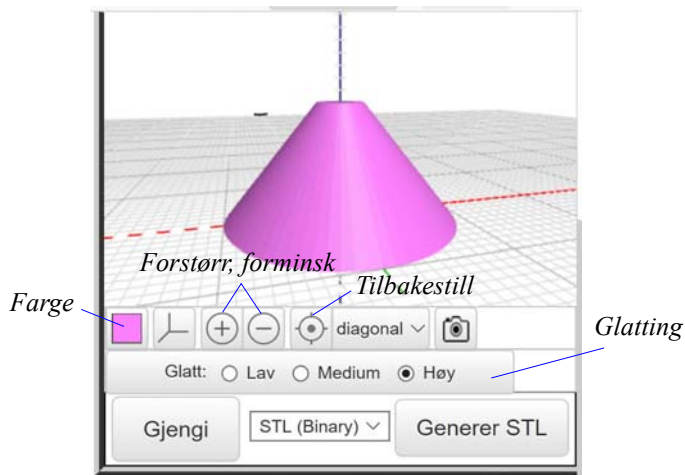 Forstørr, forminsk
Tilbakestill
Farge
diagonal
Glatting
Glatt: Lav Medium Høy
Gjengi
STL (Binary)
Generer STL